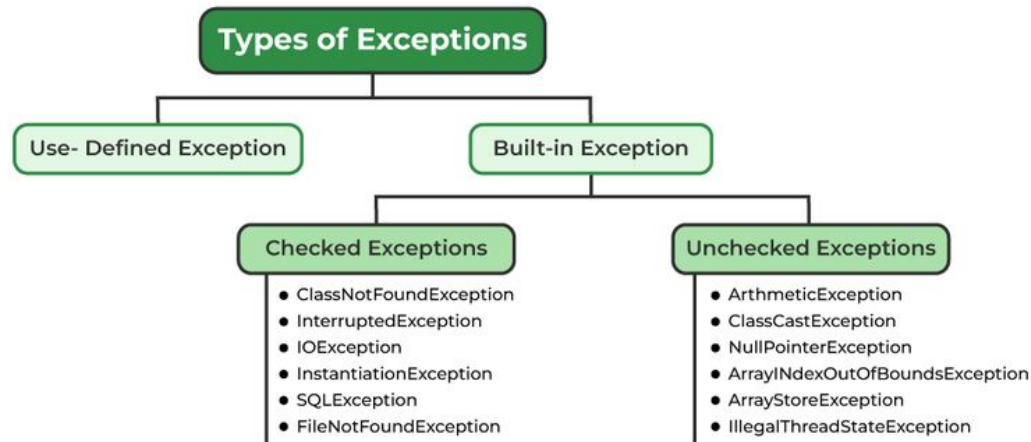 Types of Exceptions
Use- Defined Exception
Built-in Exception
Checked Exceptions
ClassNotFoundException
InterruptedException
IOException
InstantiationException
SQLException
FileNotFoundException
Unchecked Exceptions
ArthmeticException
ClassCastException
NullPointerException
ArrayINdexOutOfBoundsException
ArrayStoreException
IllegalThreadStateException